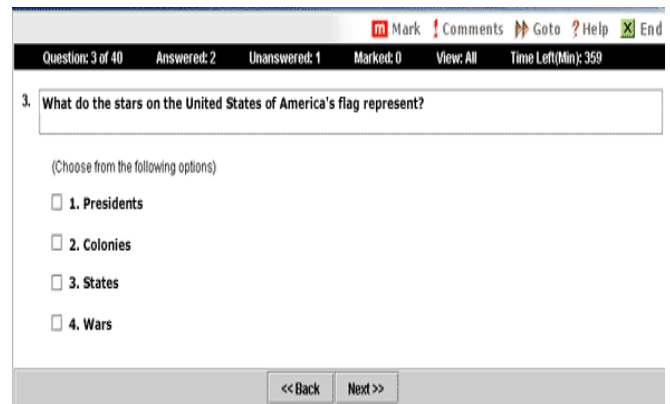 m Mark ! Comments Goto ? Help X End
Question: 3 of 40 Answered: 2 Unanswered: 1 Marked: 0 View: All Time Left(Min): 359
3. What do the stars on the United States of America's flag represent?
(Choose from the following options)
1. Presidents
2. Colonies
3. States
4. Wars
<< Back Next >>